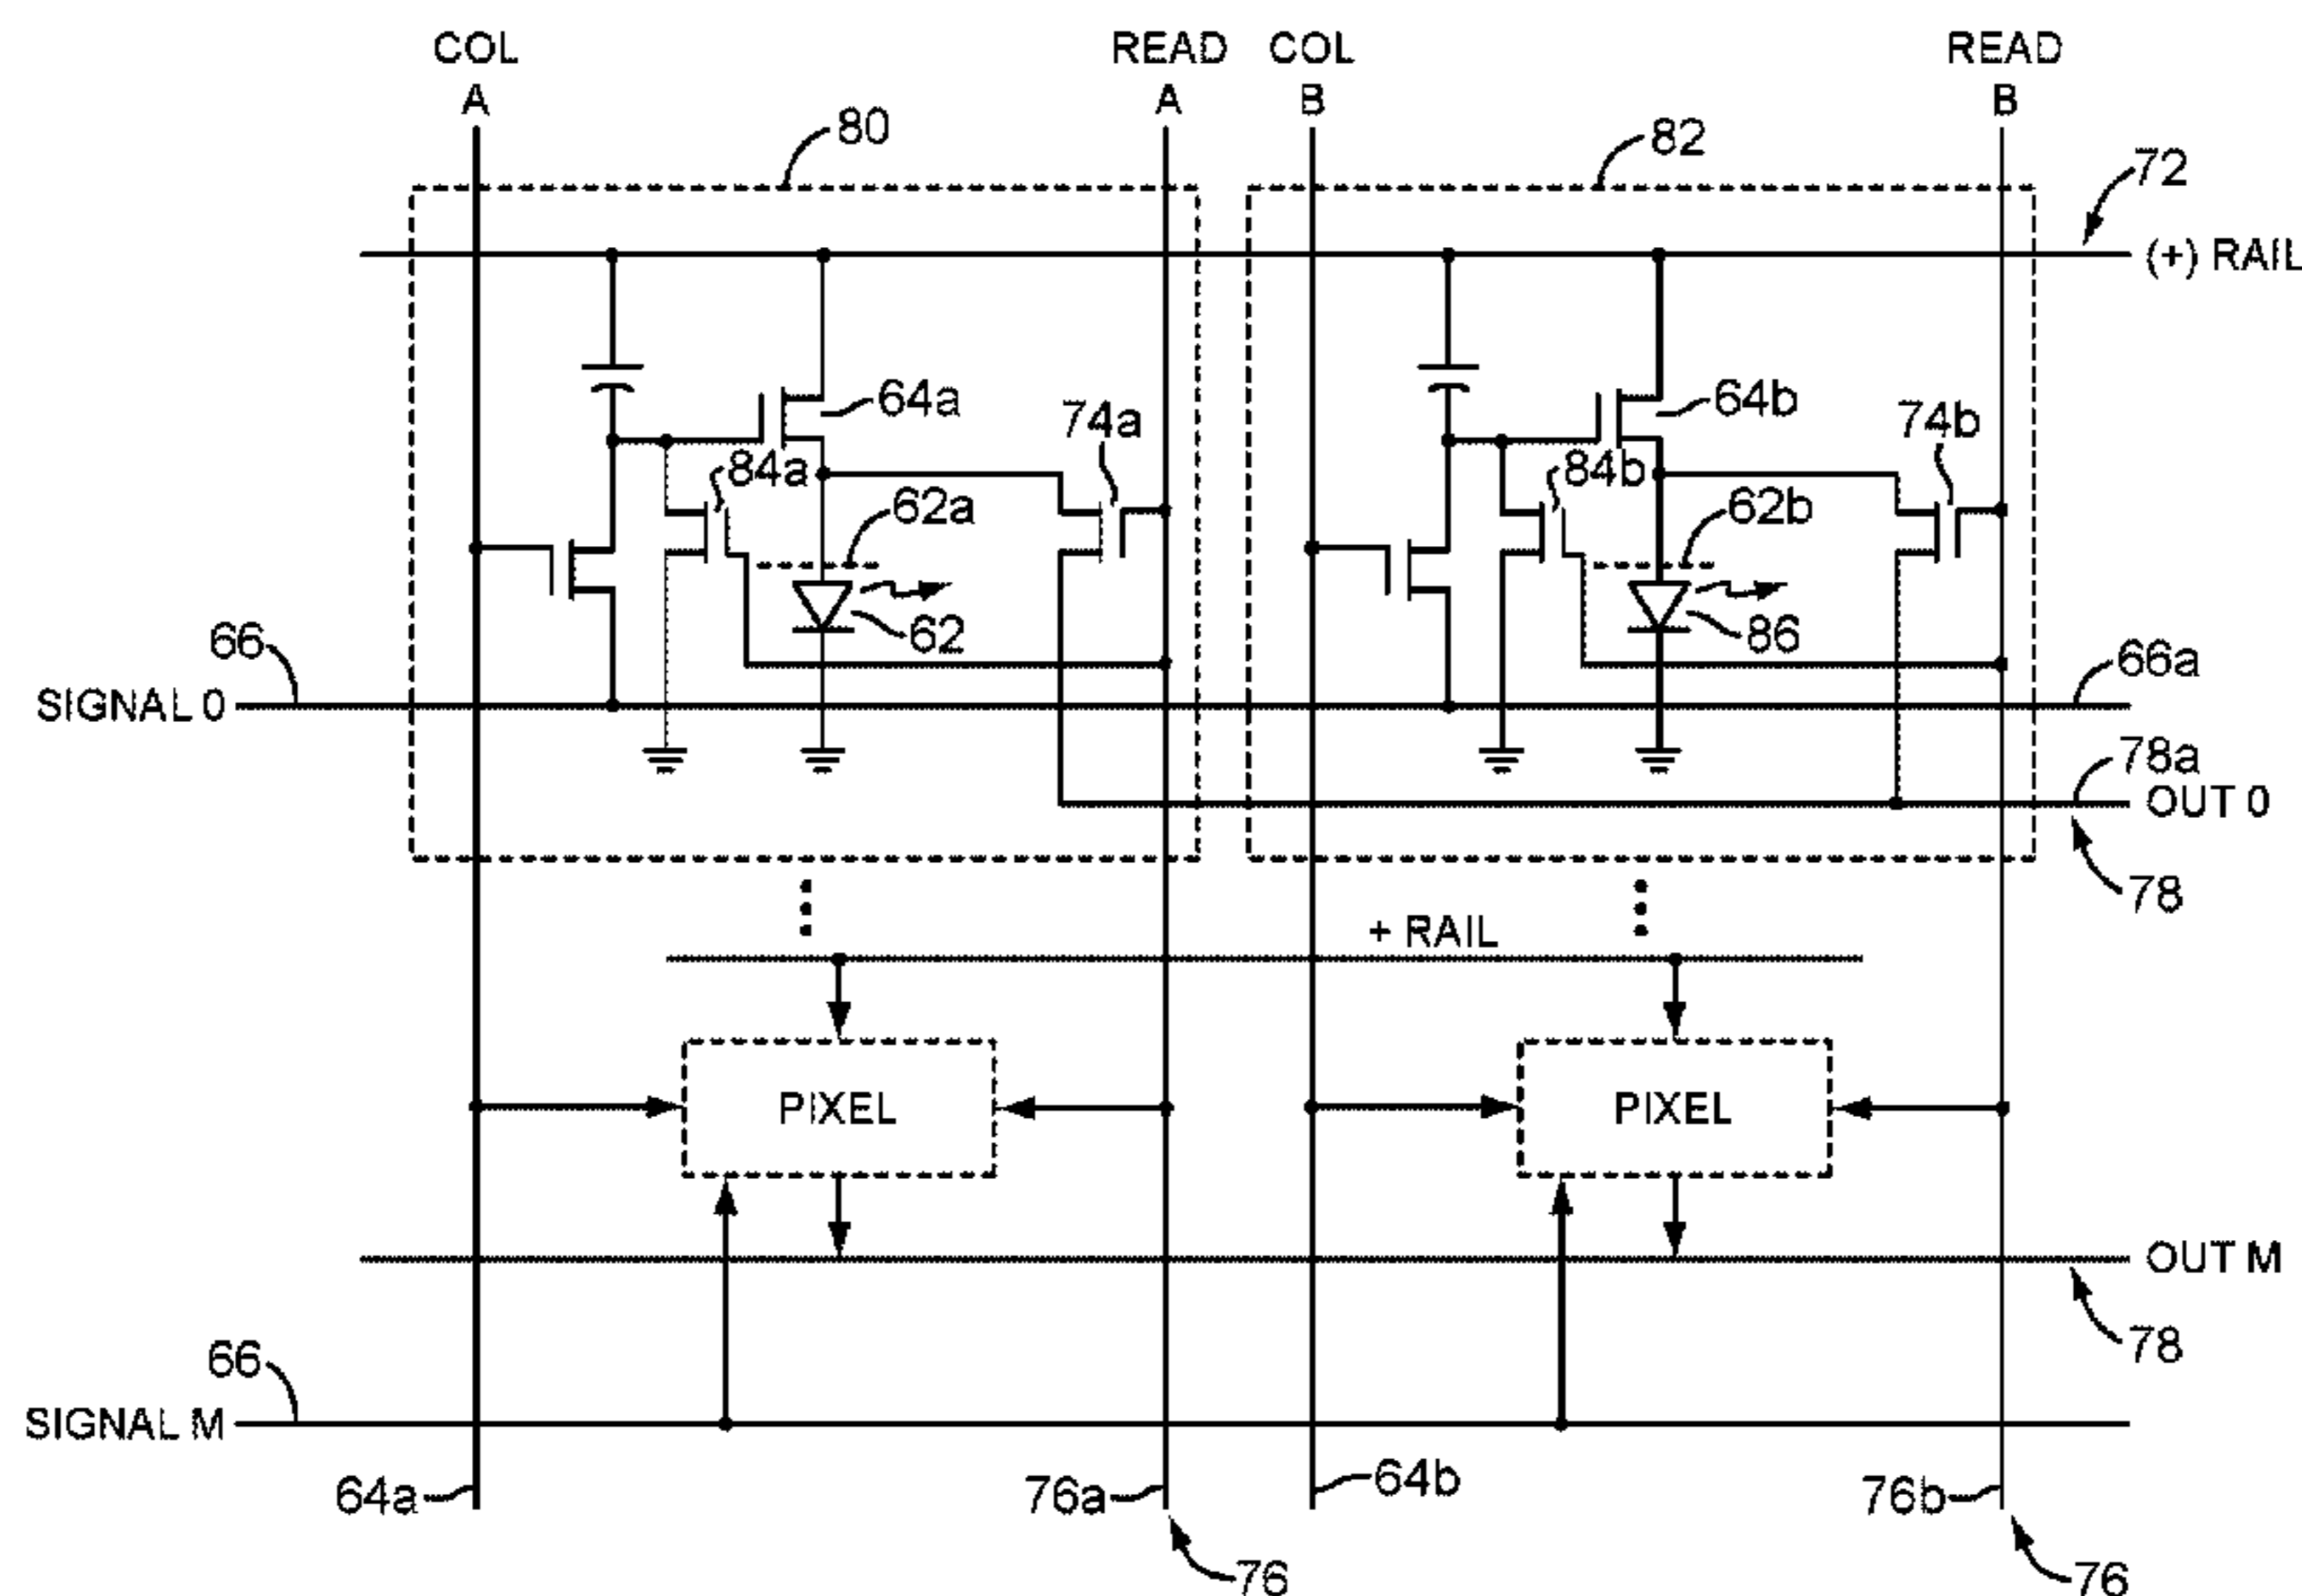 COL
A
READ
A
COL
B
READ
B
80
82
72
(+) RAIL
64a
74a
64b
74b
84a
84b
62a
62b
62
86
66
66a
SIGNAL 0
78a
OUT 0
78
+ RAIL
PIXEL
PIXEL
OUT M
78
66
SIGNAL M
64a
76a
64b
76b
76
76